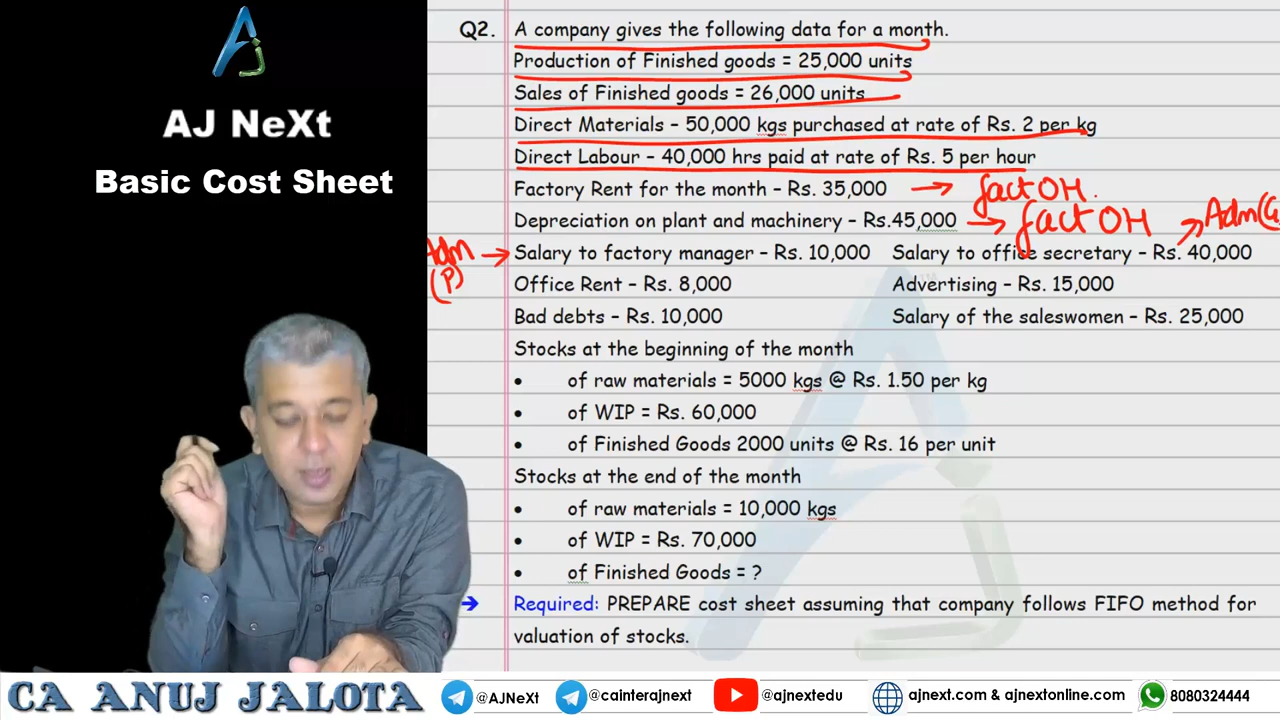 AJ NeXt
Basic Cost Sheet
Q2. A company gives the following data for a month.
Production of Finished goods = 25,000 units
Sales of Finished goods = 26,000 units
Direct Materials – 50,000 kgs purchased at rate of Rs. 2 per kg
Direct Labour – 40,000 hrs paid at rate of Rs. 5 per hour
Factory Rent for the month – Rs. 35,000 → fact OH.
Depreciation on plant and machinery – Rs.45,000 → fact OH Adm(G
Adm (P) → Salary to factory manager – Rs. 10,000 Salary to office secretary – Rs. 40,000
Office Rent – Rs. 8,000 Advertising – Rs. 15,000
Bad debts – Rs. 10,000 Salary of the saleswomen – Rs. 25,000
Stocks at the beginning of the month
• of raw materials = 5000 kgs @ Rs. 1.50 per kg
• of WIP = Rs. 60,000
• of Finished Goods 2000 units @ Rs. 16 per unit
Stocks at the end of the month
• of raw materials = 10,000 kgs
• of WIP = Rs. 70,000
• of Finished Goods = ?
➔ Required: PREPARE cost sheet assuming that company follows FIFO method for
valuation of stocks.
CA ANUJ JALOTA @AJNeXt @cainterajnext @ajnextedu ajnext.com & ajnextonline.com 8080324444